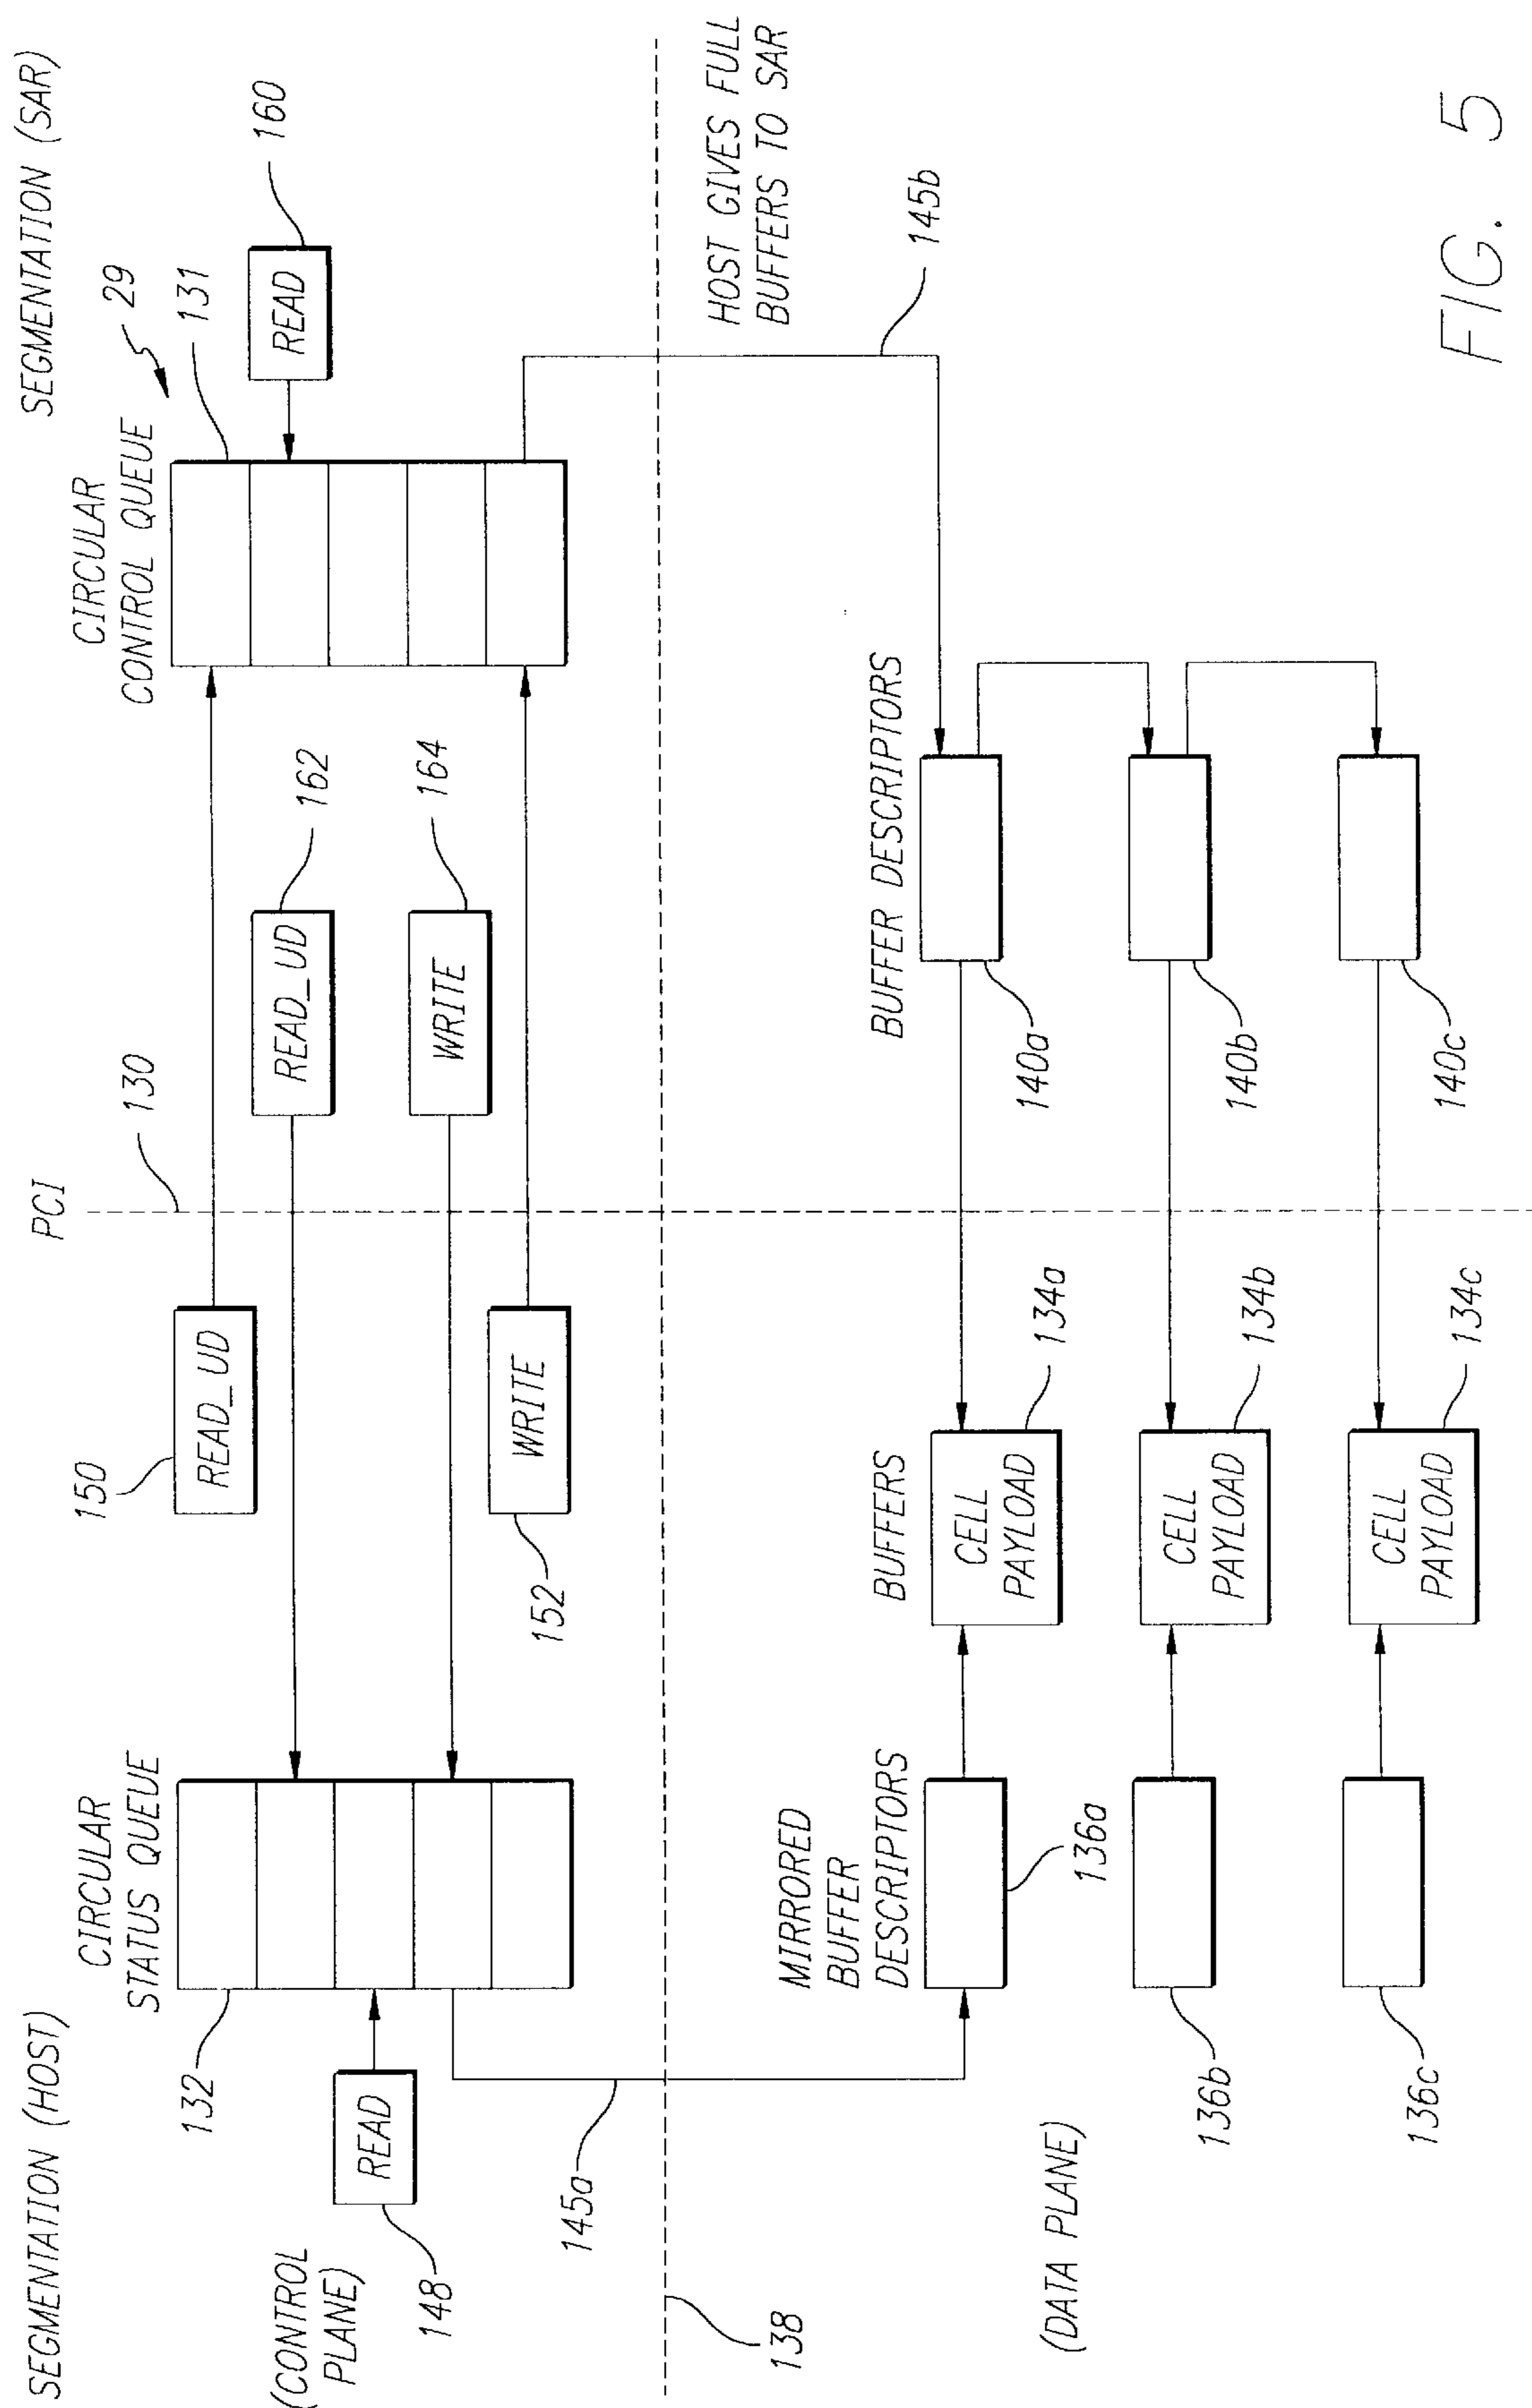 SEGMENTATION (HOST)
PCI
SEGMENTATION (SAR)
130
CIRCULAR
STATUS QUEUE
CIRCULAR
CONTROL QUEUE
29
131
132
150
READ_UD
READ_UD
162
READ
160
(CONTROL
PLANE)
READ
148
WRITE
164
WRITE
152
145a
138
HOST GIVES FULL
BUFFERS TO SAR
145b
MIRRORED
BUFFER
DESCRIPTORS
BUFFERS
BUFFER DESCRIPTORS
CELL
PAYLOAD
134a
136a
140a
(DATA PLANE)
CELL
PAYLOAD
134b
136b
140b
CELL
PAYLOAD
134c
136c
140c
FIG. 5